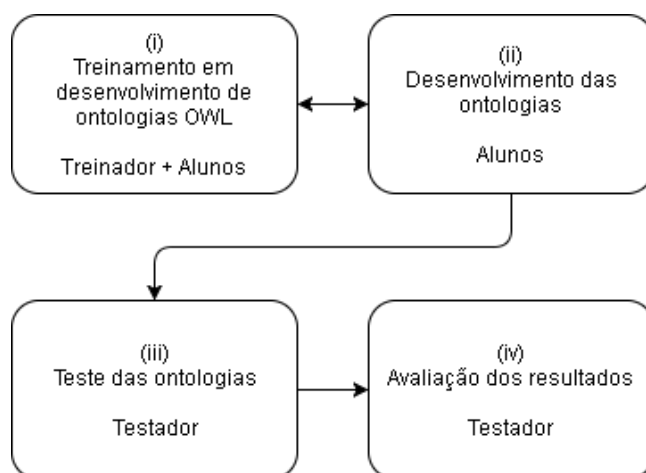 (i)
Treinamento em
desenvolvimento de
ontologias OWL
Treinador + Alunos
(ii)
Desenvolvimento das
ontologias
Alunos
(iii)
Teste das ontologias
Testador
(iv)
Avaliação dos resultados
Testador